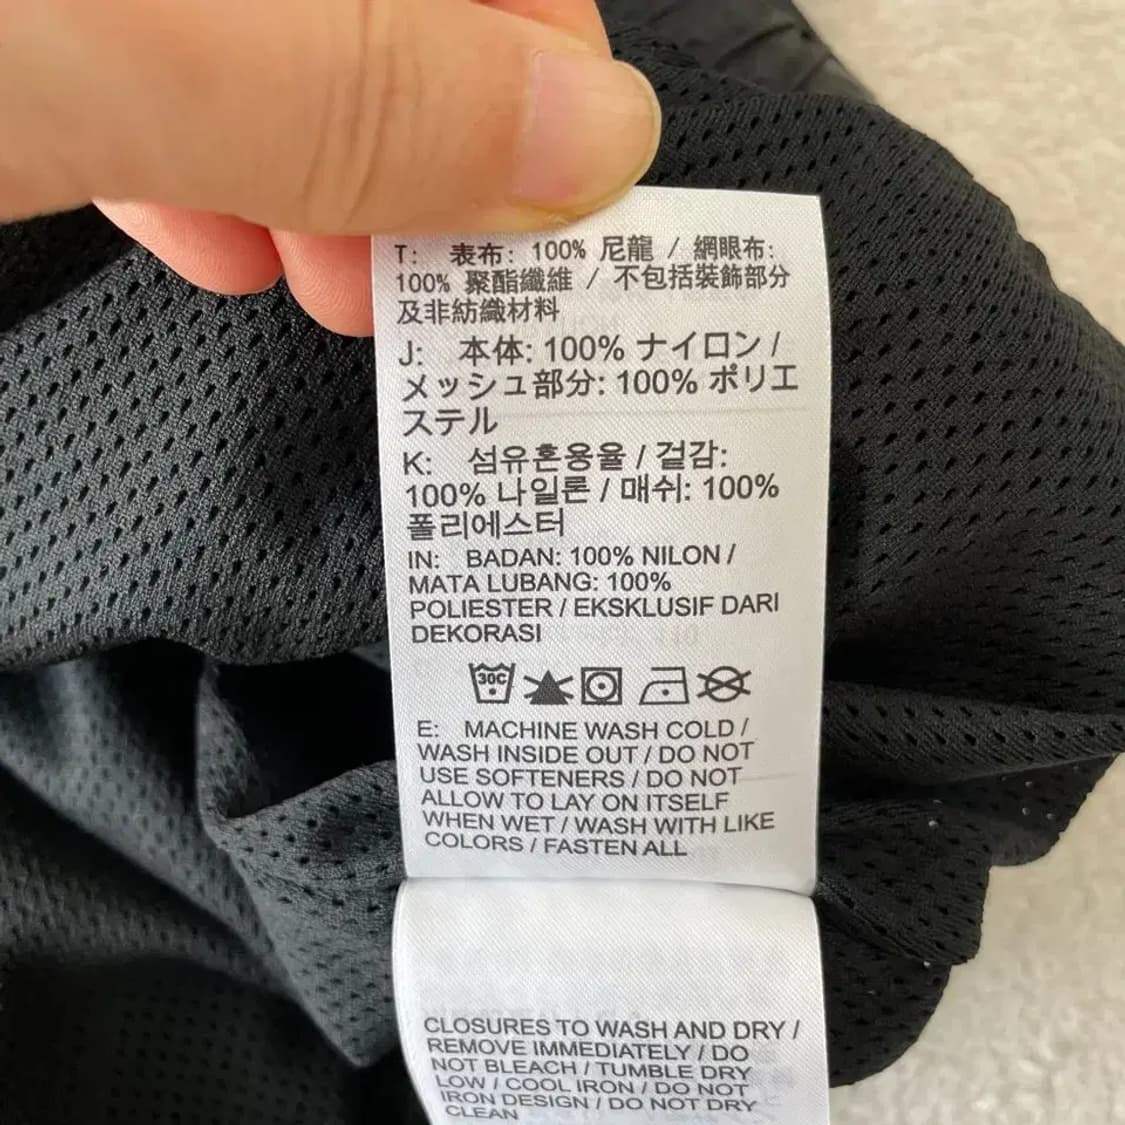 T: 表布: 100% 尼龍 / 網眼布:
100% 聚酯纖維 / 不包括裝飾部分
及非紡織材料
J: 本体: 100% ナイロン /
メッシュ部分: 100% ポリエ
ステル
K: 섬유혼용율 / 겉감:
100% 나일론 / 매쉬: 100%
폴리에스터
IN: BADAN: 100% NILON /
MATA LUBANG: 100%
POLIESTER / EKSKLUSIF DARI
DEKORASI
30C
E: MACHINE WASH COLD /
WASH INSIDE OUT / DO NOT
USE SOFTENERS / DO NOT
ALLOW TO LAY ON ITSELF
WHEN WET / WASH WITH LIKE
COLORS / FASTEN ALL
CLOSURES TO WASH AND DRY /
REMOVE IMMEDIATELY / DO
NOT BLEACH / TUMBLE DRY
LOW / COOL IRON / DO NOT
IRON DESIGN / DO NOT DRY
CLEAN